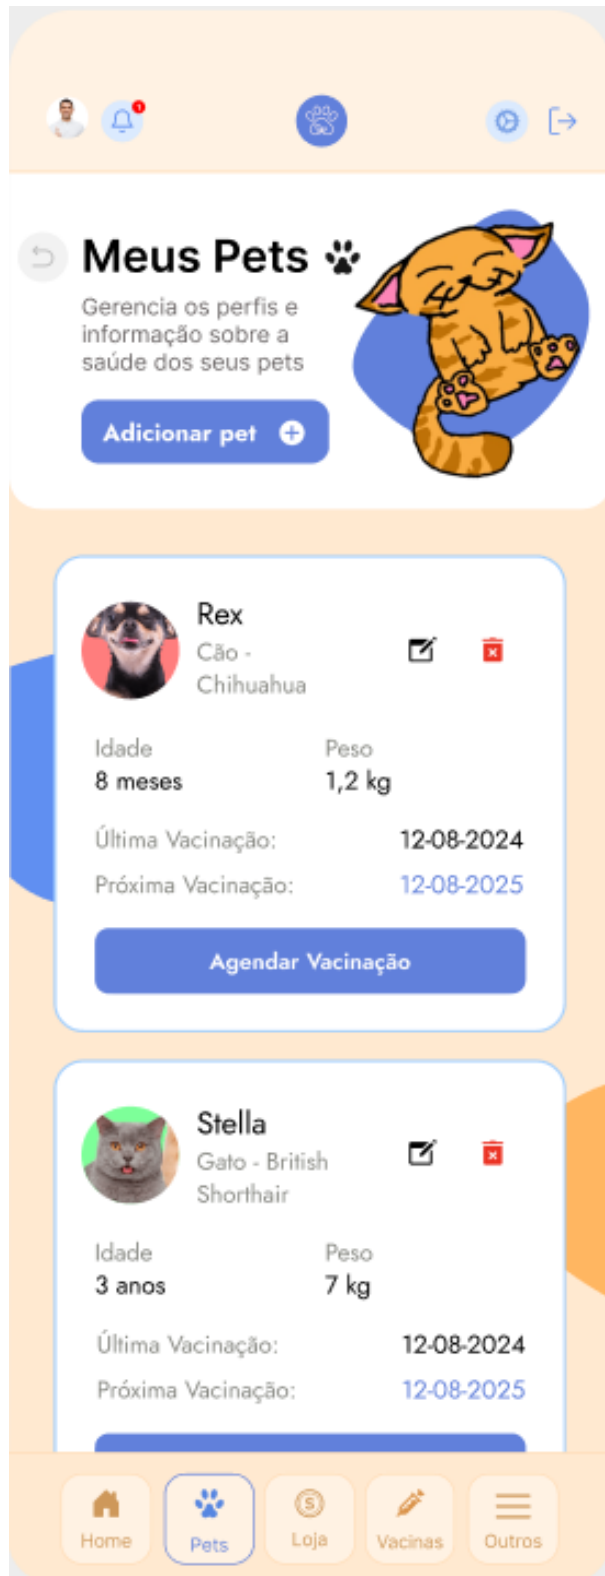 Meus Pets
Gerencia os perfis e
informação sobre a
saúde dos seus pets
Adicionar pet
Rex
Cão -
Chihuahua
Idade
Peso
8 meses
1,2 kg
Última Vacinação:
12-08-2024
Próxima Vacinação:
12-08-2025
Agendar Vacinação
Stella
Gato - British
Shorthair
Idade
Peso
3 anos
7 kg
Última Vacinação:
12-08-2024
Próxima Vacinação:
12-08-2025
Home
Pets
Loja
Vacinas
Outros